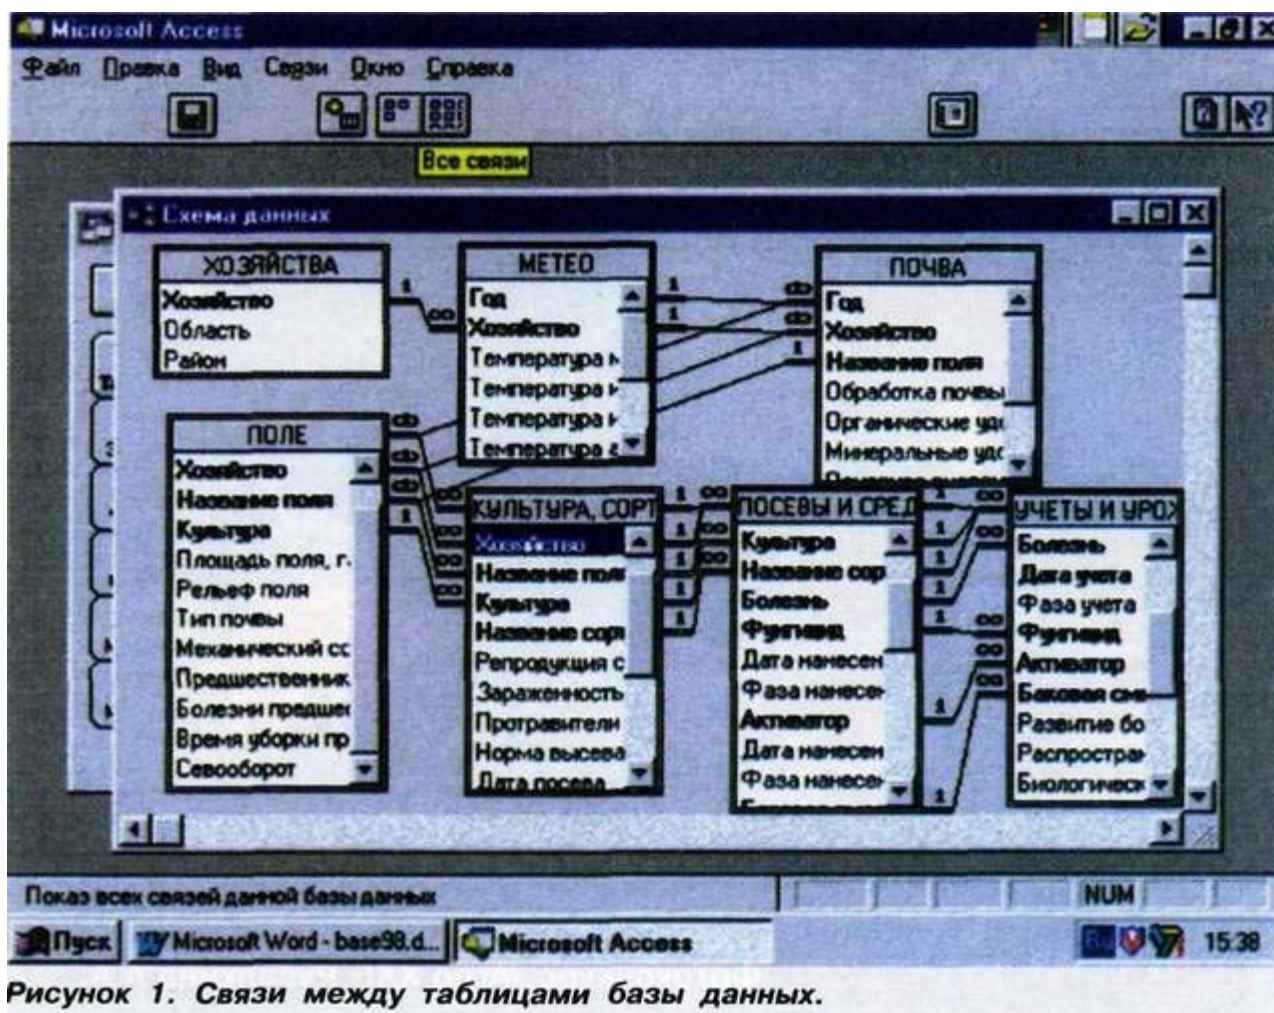 Microsoft Access
Файл Правка Вид Связи Окно Справка
Все связи
Схема данных
ХОЗЯЙСТВА
Хозяйство
Область
Район
МЕТЕО
Год
Хозяйство
Температура м
Температура и
Температура и
Температура в
ПОЧВА
Год
Хозяйство
Название поля
Обработка почвы
Органические удо
Минеральные удо
ПОЛЕ
Хозяйство
Название поля
Культура
Площадь поля, г
Рельеф поля
Тип почвы
Механический сс
Предшественник
Болезни предшес
Время уборки пр
Севооборот
КУЛЬТУРА, СОРТ
Хозяйство
Название поля
Культура
Название сорт
Репродукция с
Зараженность
Протравители
Норма высева
Дата посева
ПОСЕВЫ И СРЕД
Культура
Название сор
Болезнь
Фунгицид
Дата нанесен
Фаза нанесен
Активатор
Дата нанесен
Фаза нанесен
УЧЕТЫ И УРОЖ
Болезнь
Дата учета
Фаза учета
Фунгицид
Активатор
Баковая сме
Развитие бо
Распростран
Биологическ
Показ всех связей данной базы данных
NUM
Пуск
Microsoft Word - base98.d...
Microsoft Access
15:38
Рисунок 1. Связи между таблицами базы данных.